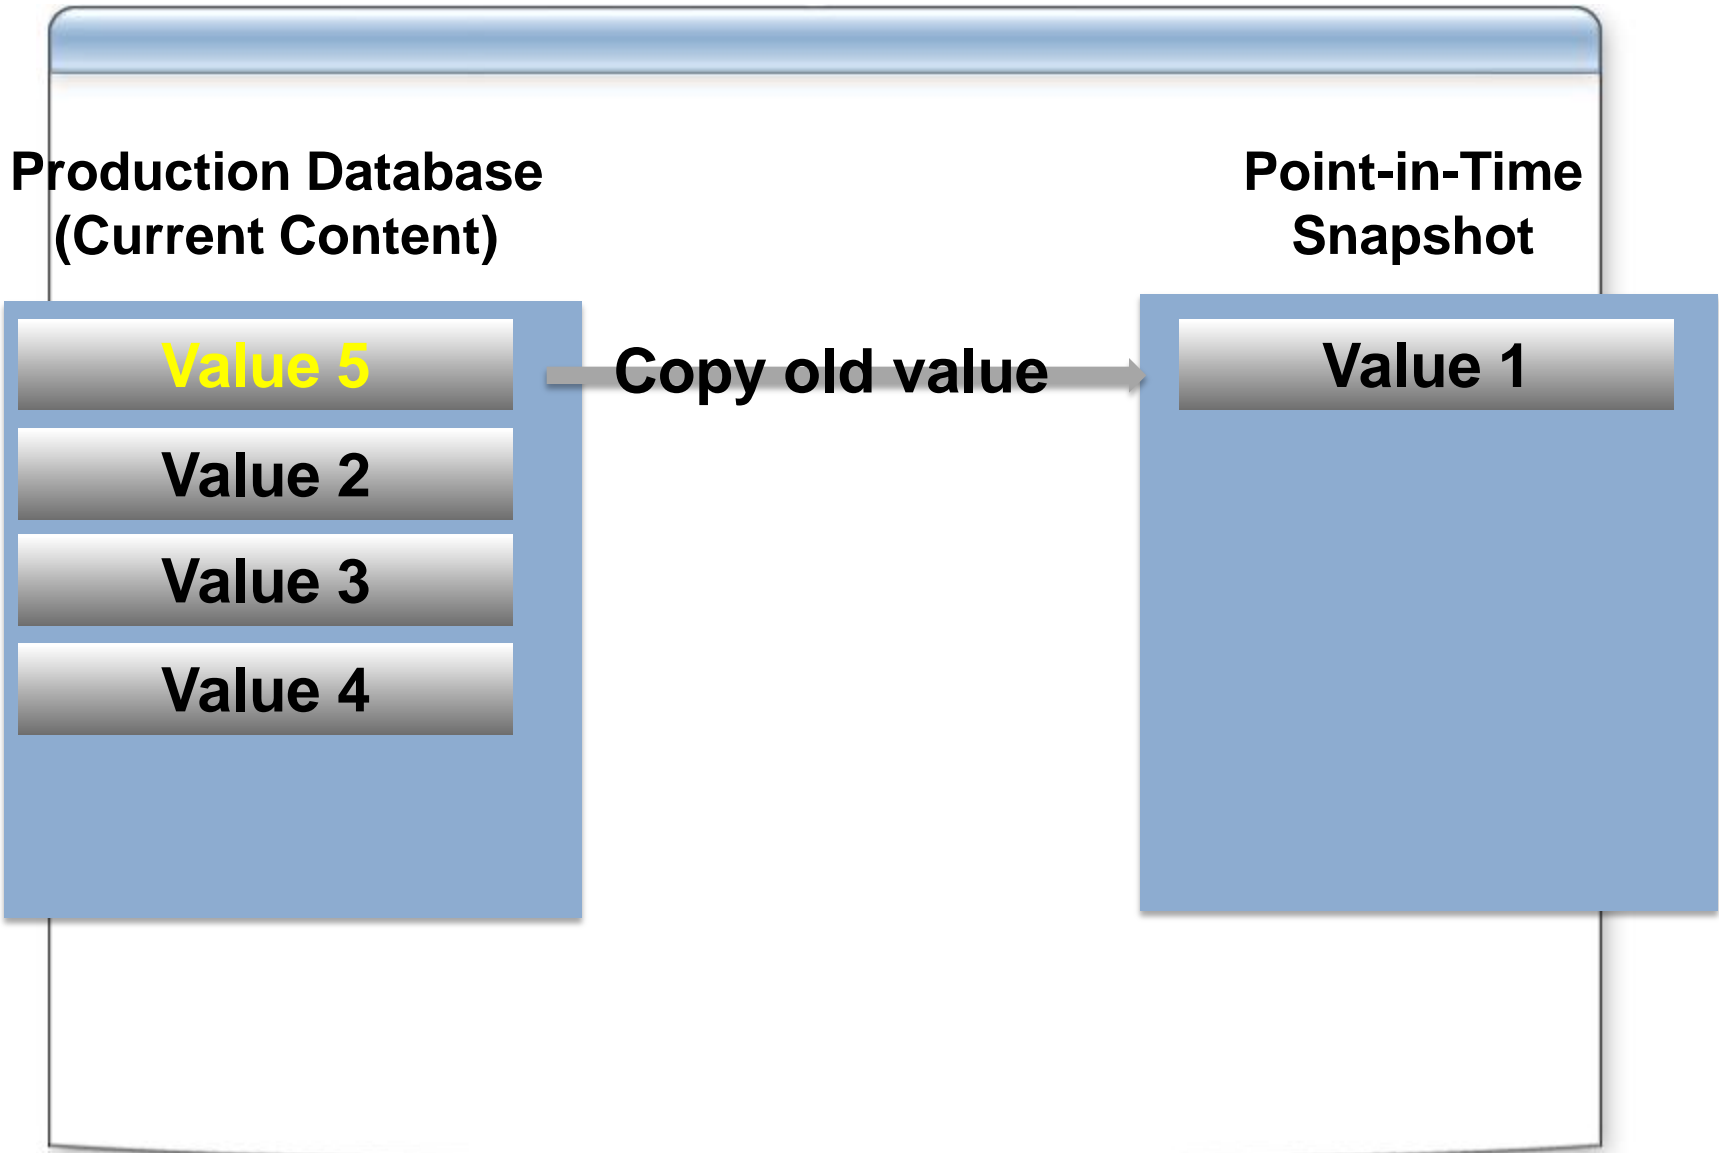 Production Database
(Current Content)
Point-in-Time
Snapshot
Value 5
Copy old value
Value 1
Value 2
Value 3
Value 4